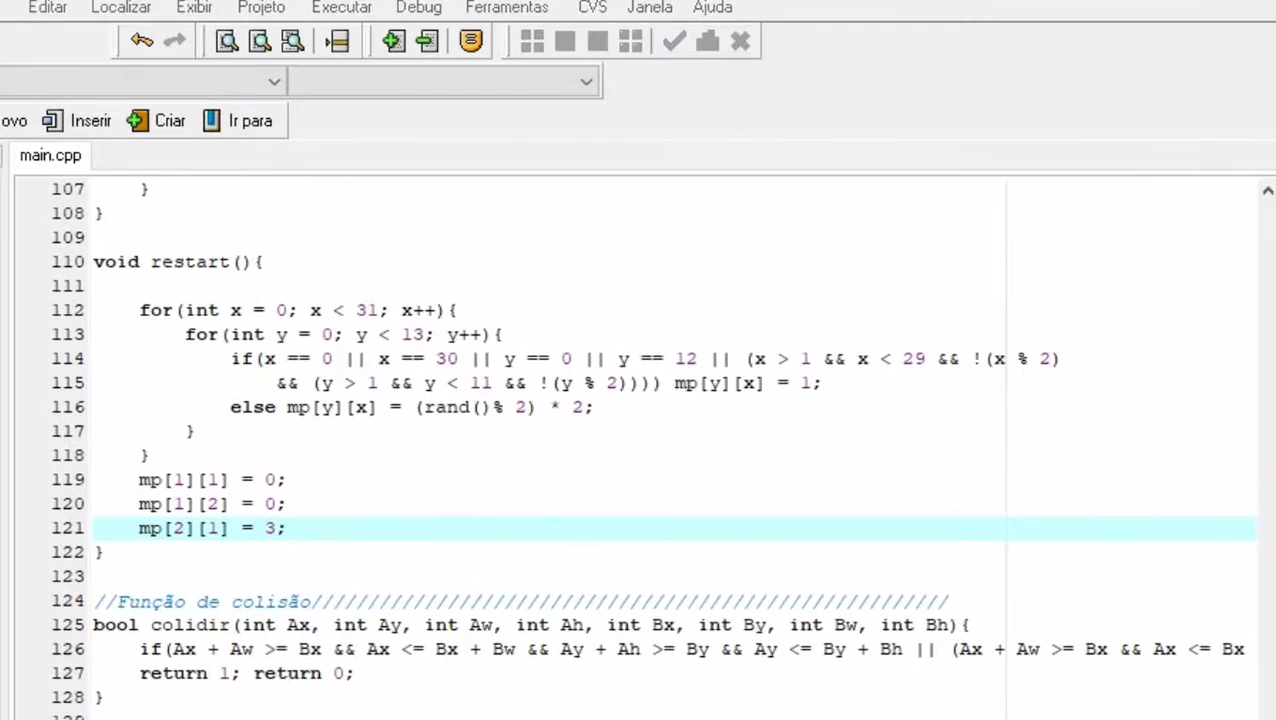 Editar Localizar Exibir Projeto Executar Debug Ferramentas CVS Janela Ajuda
ovo Inserir Criar Ir para
main.cpp
107 }
108 }
109
110 void restart(){
111
112 for(int x = 0; x < 31; x++){
113 for(int y = 0; y < 13; y++){
114 if(x == 0 || x == 30 || y == 0 || y == 12 || (x > 1 && x < 29 && !(x % 2)
115 && (y > 1 && y < 11 && !(y % 2)))) mp[y][x] = 1;
116 else mp[y][x] = (rand()% 2) * 2;
117 }
118 }
119 mp[1][1] = 0;
120 mp[1][2] = 0;
121 mp[2][1] = 3;
122 }
123
124 //Função de colisão////////////////////////////////////////////////////////
125 bool colidir(int Ax, int Ay, int Aw, int Ah, int Bx, int By, int Bw, int Bh){
126 if(Ax + Aw >= Bx && Ax <= Bx + Bw && Ay + Ah >= By && Ay <= By + Bh || (Ax + Aw >= Bx && Ax <= Bx
127 return 1; return 0;
128 }